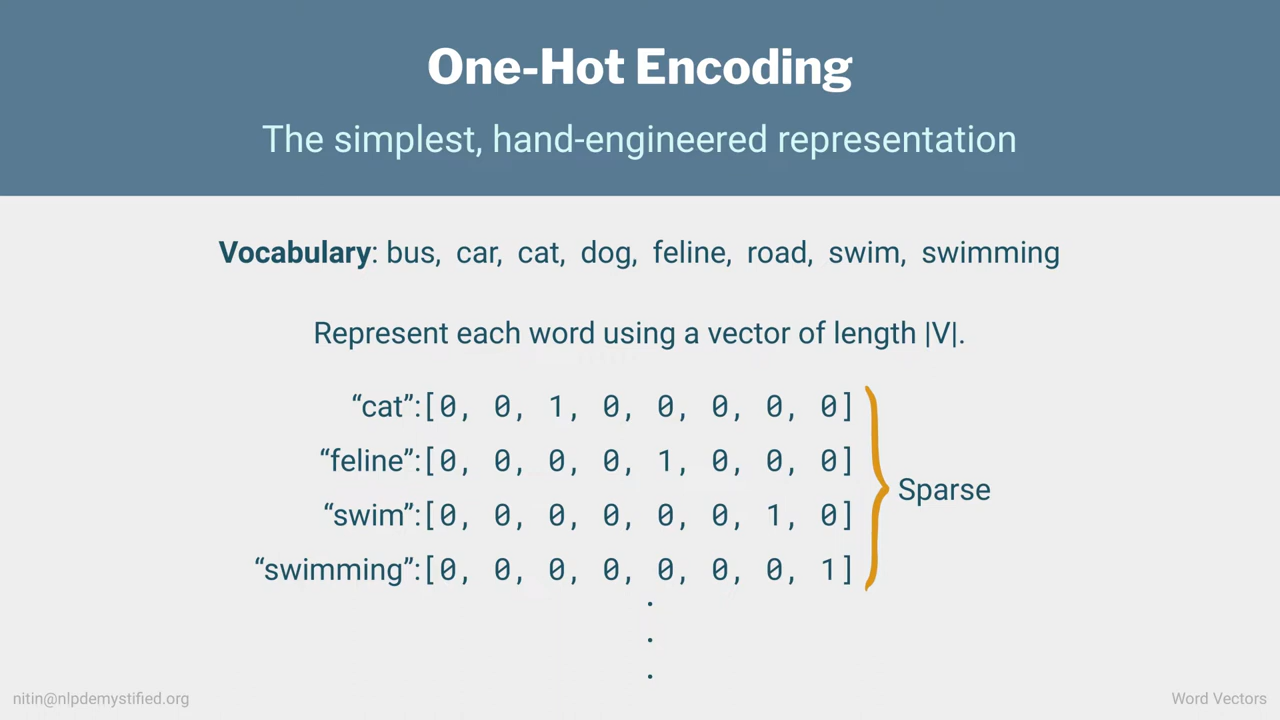 One-Hot Encoding
The simplest, hand-engineered representation
Vocabulary: bus, car, cat, dog, feline, road, swim, swimming
Represent each word using a vector of length |V|.
“cat”:[0, 0, 1, 0, 0, 0, 0, 0]
“feline”:[0, 0, 0, 0, 1, 0, 0, 0]
Sparse
“swim”:[0, 0, 0, 0, 0, 0, 1, 0]
“swimming”:[0, 0, 0, 0, 0, 0, 0, 1]
.
.
.
nitin@nlpdemystified.org
Word Vectors